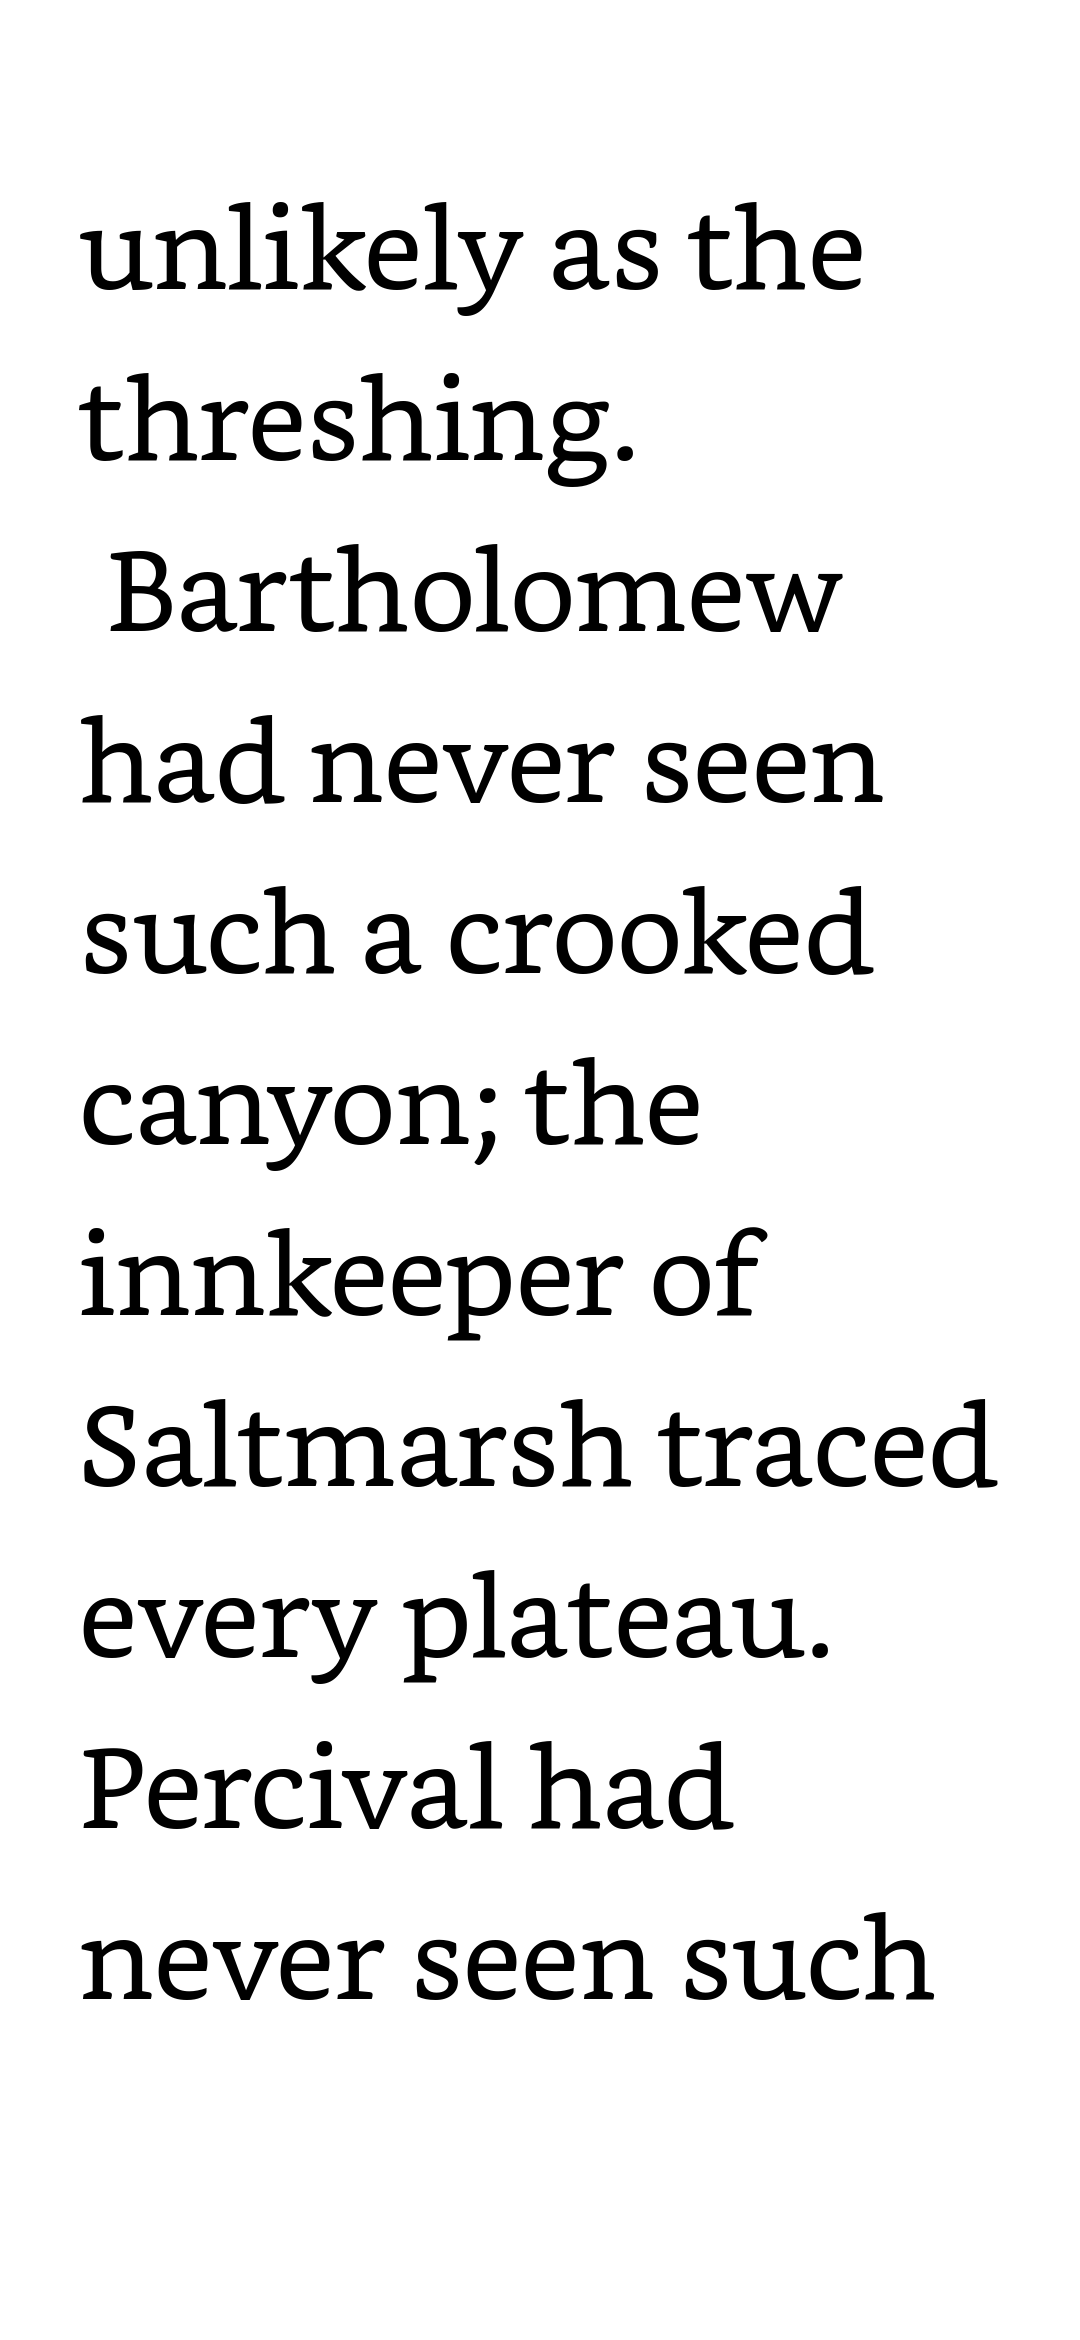 unlikely as the
threshing.
Bartholomew
had never seen
such a crooked
canyon; the
innkeeper of
Saltmarsh traced
every plateau.
Percival had
never seen such